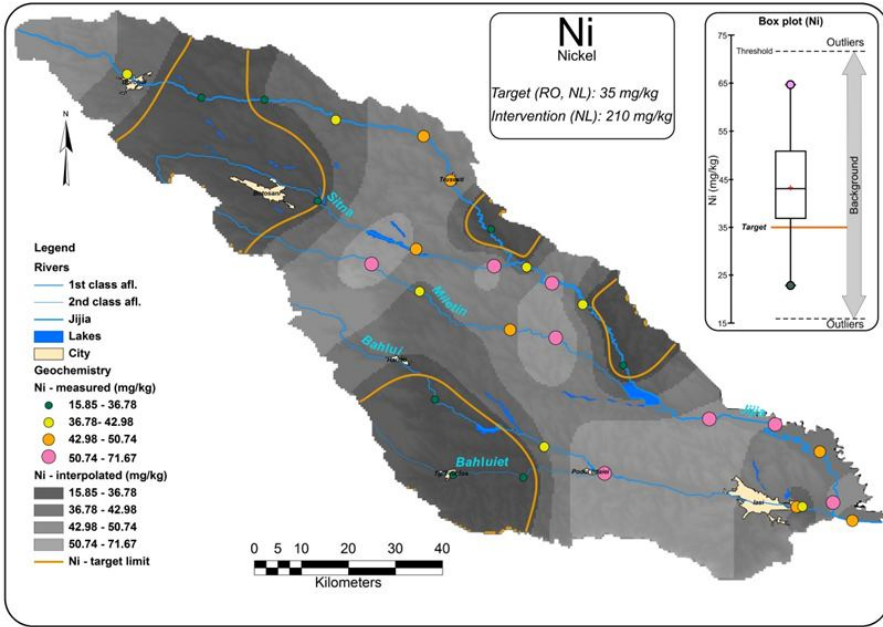 Ni
Nickel
Target (RO, NL): 35 mg/kg
Intervention (NL): 210 mg/kg
Box plot (Ni)
Outliers
Threshold
65
55
45
35
25
15
Ni (mg/kg)
Target
Background
Outliers
N
Sitna
Miletin
Bahlui
Bahluiet
Jijia
Iasi
Legend
Rivers
1st class afl.
2nd class afl.
Jijia
Lakes
City
Geochemistry
Ni - measured (mg/kg)
15.85 - 36.78
36.78- 42.98
42.98 - 50.74
50.74 - 71.67
Ni - interpolated (mg/kg)
15.85 - 36.78
36.78 - 42.98
42.98 - 50.74
50.74 - 71.67
Ni - target limit
0 5 10 20 30 40
Kilometers